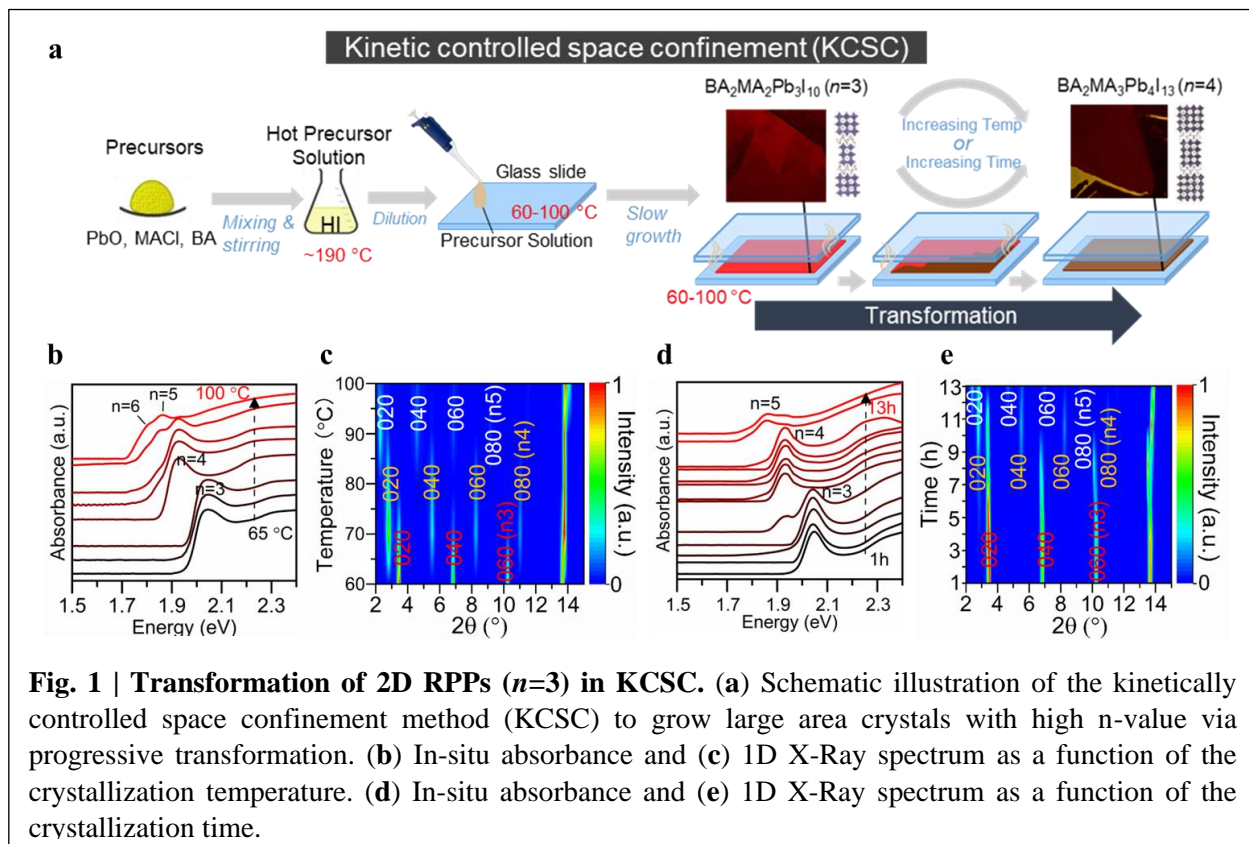 a
Kinetic controlled space confinement (KCSC)
Precursors
PbO, MACl, BA
Mixing &
stirring
Hot Precursor
Solution
HI
~190 °C
Dilution
Glass slide
60-100 °C
Precursor Solution
Slow
growth
BA₂MA₂Pb₃I₁₀ (n=3)
60-100 °C
Increasing Temp
or
Increasing Time
BA₂MA₃Pb₄I₁₃ (n=4)
Transformation
b
Absorbance (a.u.)
n=6
n=5
100 °C
n=4
n=3
65 °C
1.5 1.7 1.9 2.1 2.3
Energy (eV)
c
Temperature (°C)
100
90
80
70
60
020 040 060 080 (n5)
020 040 060 080 (n4)
020 040 060 (n3)
2 4 6 8 10 12 14
2θ (°)
1
Intensity (a.u.)
0
d
Absorbance (a.u.)
n=5
13h
n=4
n=3
1h
1.5 1.7 1.9 2.1 2.3
Energy (eV)
e
Time (h)
13
11
9
7
5
3
1
020 040 060 080 (n5)
020 040 060 080 (n4)
020 040 060 (n3)
2 4 6 8 10 12 14
2θ (°)
1
Intensity (a.u.)
0
Fig. 1 | Transformation of 2D RPPs (n=3) in KCSC. (a) Schematic illustration of the kinetically
controlled space confinement method (KCSC) to grow large area crystals with high n-value via
progressive transformation. (b) In-situ absorbance and (c) 1D X-Ray spectrum as a function of the
crystallization temperature. (d) In-situ absorbance and (e) 1D X-Ray spectrum as a function of the
crystallization time.